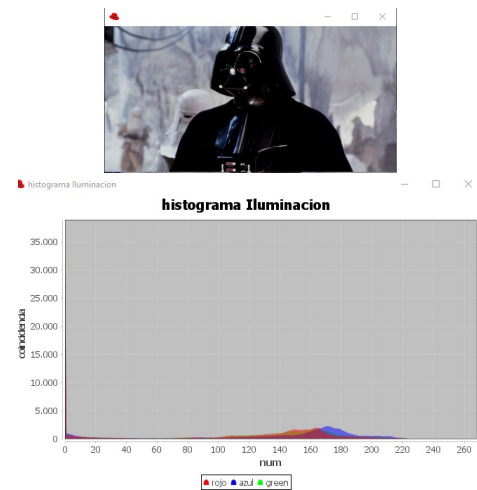 histograma Iluminacion
histograma Iluminacion
35.000
30.000
25.000
20.000
15.000
10.000
5.000
0
coincidencia
0 20 40 60 80 100 120 140 160 180 200 220 240 260
num
rojo azul green